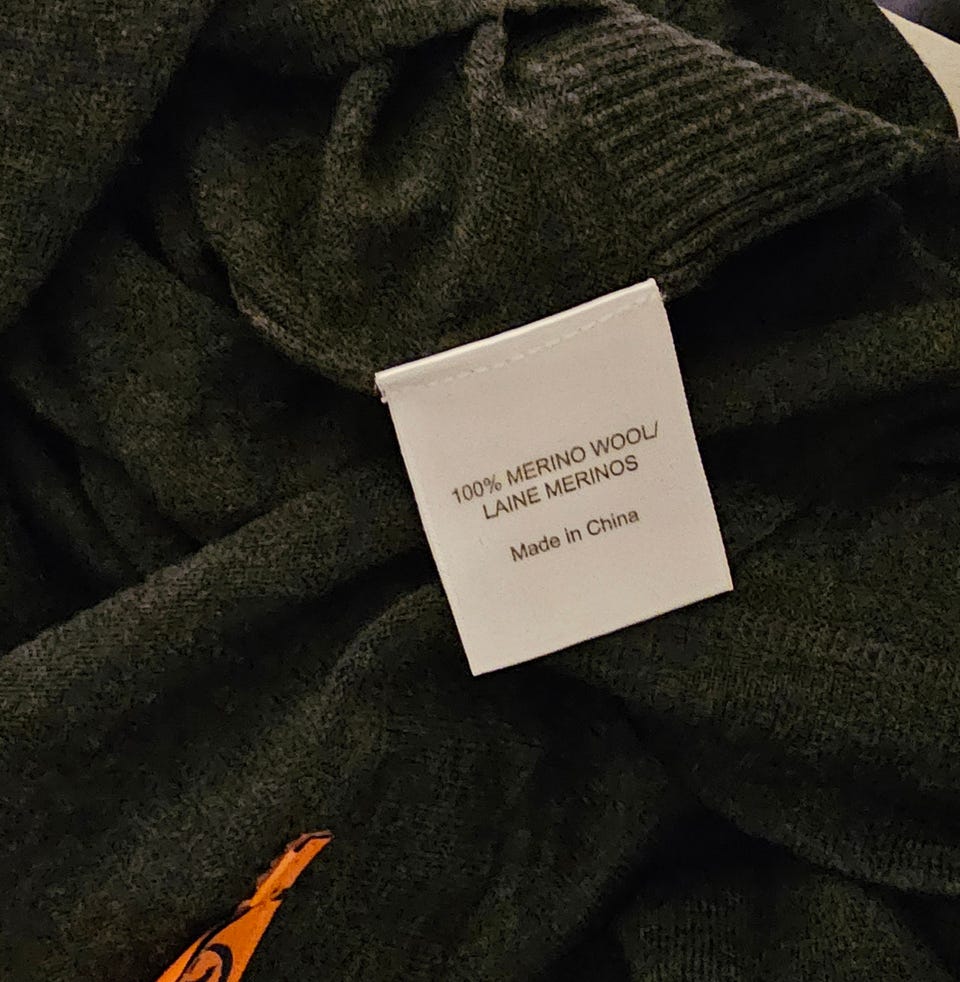 100% MERINO WOOL/
LAINE MERINOS
Made in China